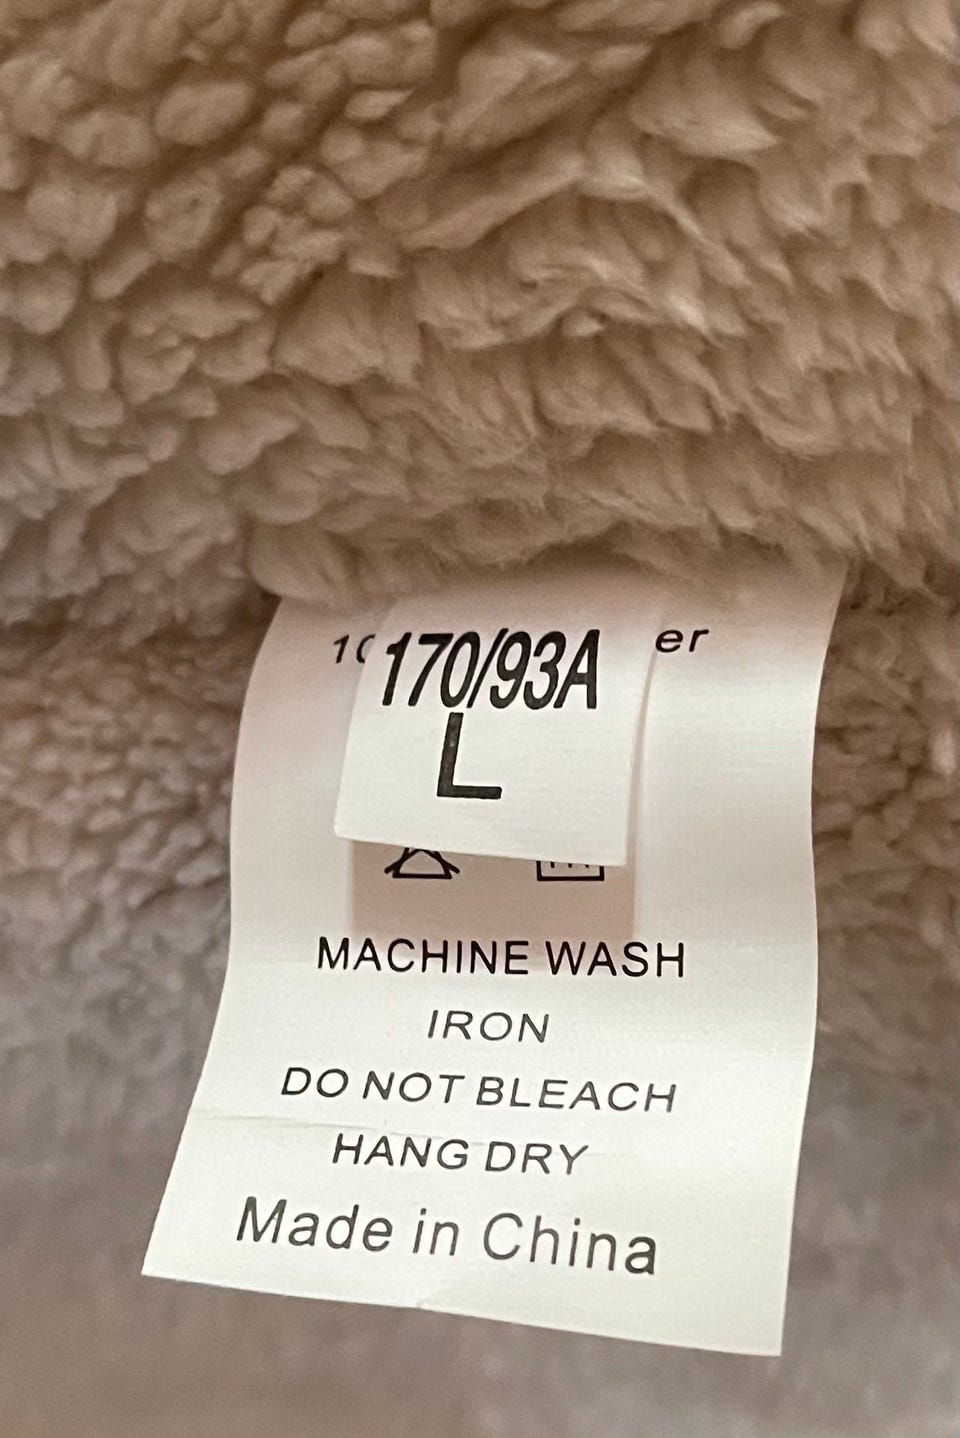 170/93A
L
MACHINE WASH
IRON
DO NOT BLEACH
HANG DRY
Made in China